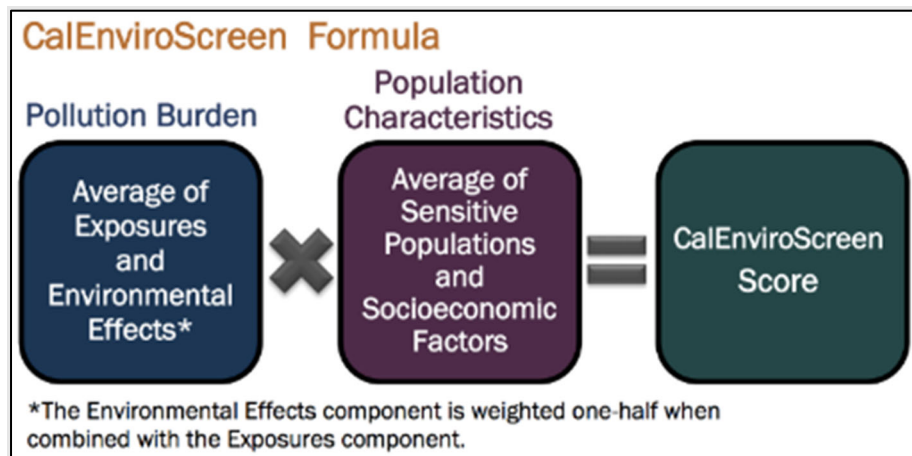 CalEnviroScreen Formula
Pollution Burden
Population
Characteristics
Average of
Exposures
and
Environmental
Effects*
Average of
Sensitive
Populations
and
Socioeconomic
Factors
CalEnviroScreen
Score
*The Environmental Effects component is weighted one-half when
combined with the Exposures component.